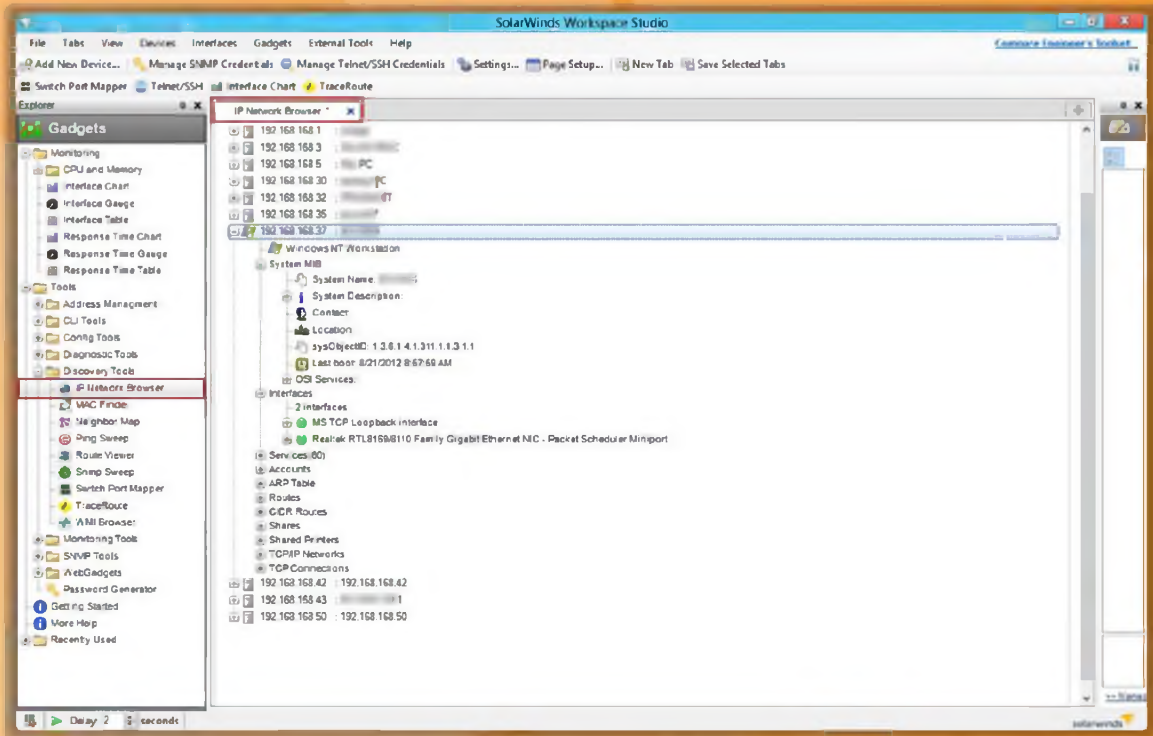 SolarWinds Workspace Studio
File Tabs View Devices Interfaces Gadgets External Tools Help
Compare Engineer's Toolset...
Add New Device... Manage SNMP Credentials Manage Telnet/SSH Credentials Settings... Page Setup... New Tab Save Selected Tabs
Switch Port Mapper Telnet/SSH Interface Chart TraceRoute
Explorer
Gadgets
Monitoring
CPU and Memory
Interface Chart
Interface Gauge
Interface Table
Response Time Chart
Response Time Gauge
Response Time Table
Tools
Address Managment
CLI Tools
Config Tools
Diagnostic Tools
Discovery Tools
IP Network Browser
MAC Finder
Neighbor Map
Ping Sweep
Route Viewer
Snmp Sweep
Switch Port Mapper
TraceRoute
WMI Browser
Monitoring Tools
SNMP Tools
WebGadgets
Password Generator
Getting Started
More Help
Recently Used
IP Network Browser *
192.168.168.1 :
192.168.168.3 :
192.168.168.5 : PC
192.168.168.30 : PC
192.168.168.32 :
192.168.168.35 :
192.168.168.37 :
Windows NT Workstation
System MIB
System Name:
System Description:
Contact
Location
sysObjectID: 1.3.6.1.4.1.311.1.1.3.1.1
Last boot: 8/21/2012 8:67:69 AM
OSI Services:
Interfaces
2 interfaces
MS TCP Loopback interface
Realtek RTL8169/8110 Family Gigabit Ethernet NIC - Packet Scheduler Miniport
Services (60)
Accounts
ARP Table
Routes
CIDR Routes
Shares
Shared Printers
TCP/IP Networks
TCP Connections
192.168.168.42 : 192.168.168.42
192.168.168.43 : 1
192.168.168.50 : 192.168.168.50
Delay 2 seconds
solarwinds